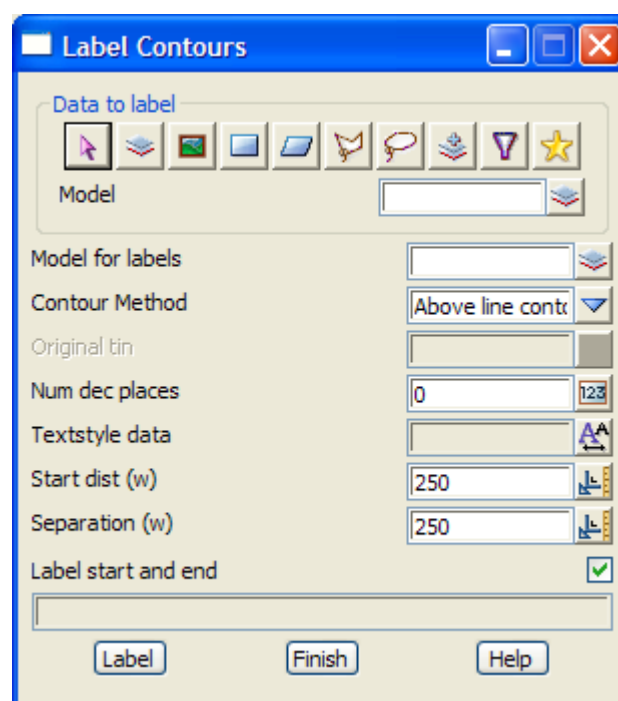 Label Contours
Data to label
Model
Model for labels
Contour Method Above line conto
Original tin
Num dec places 0 123
Textstyle data
Start dist (w) 250
Separation (w) 250
Label start and end
Label Finish Help